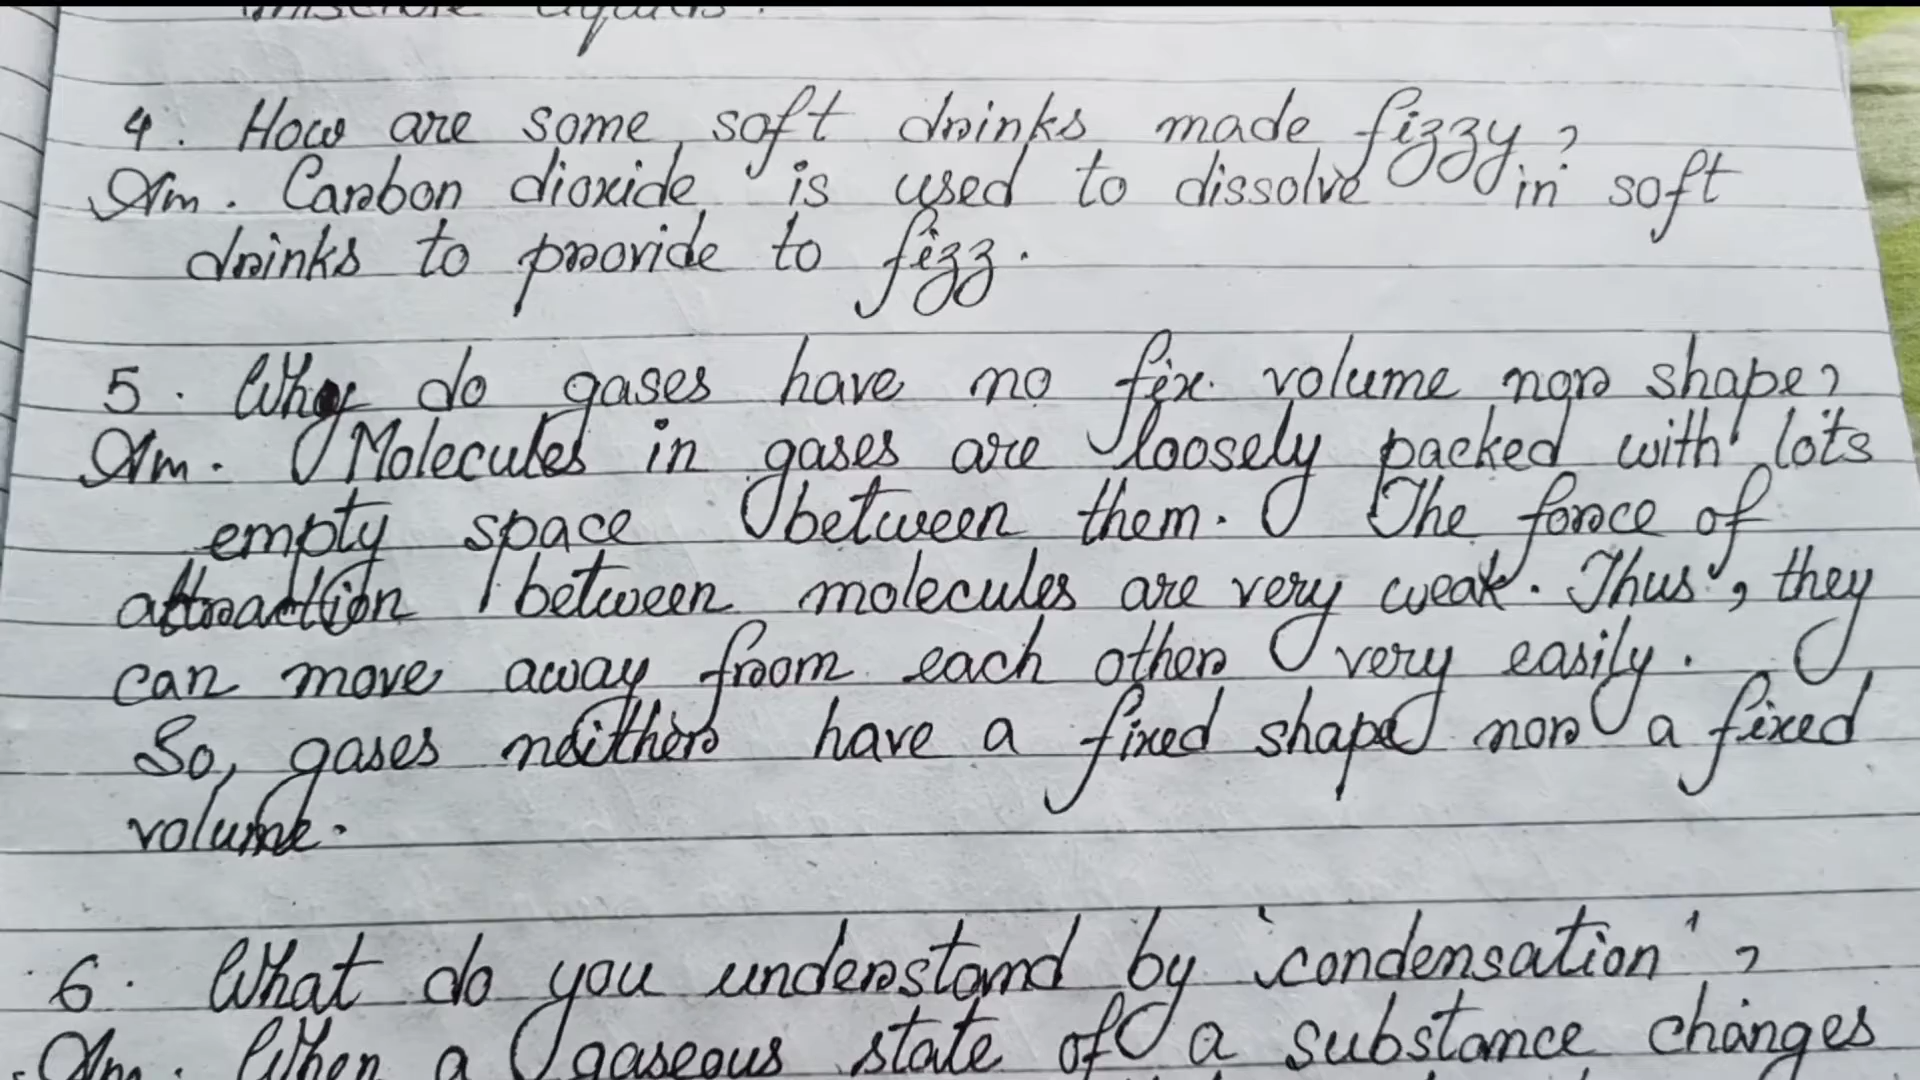 miscible liquids.
4. How are some soft drinks made fizzy?
Ans. Carbon dioxide is used to dissolve in soft
drinks to provide to fizz.
5. Why do gases have no fix volume nor shape?
Ans. Molecules in gases are loosely packed with lots
empty space between them. The force of
attraction between molecules are very weak. Thus, they
can move away from each other very easily.
So, gases neither have a fixed shape nor a fixed
volume.
6. What do you understand by 'condensation'?
Ans. When a gaseous state of a substance changes